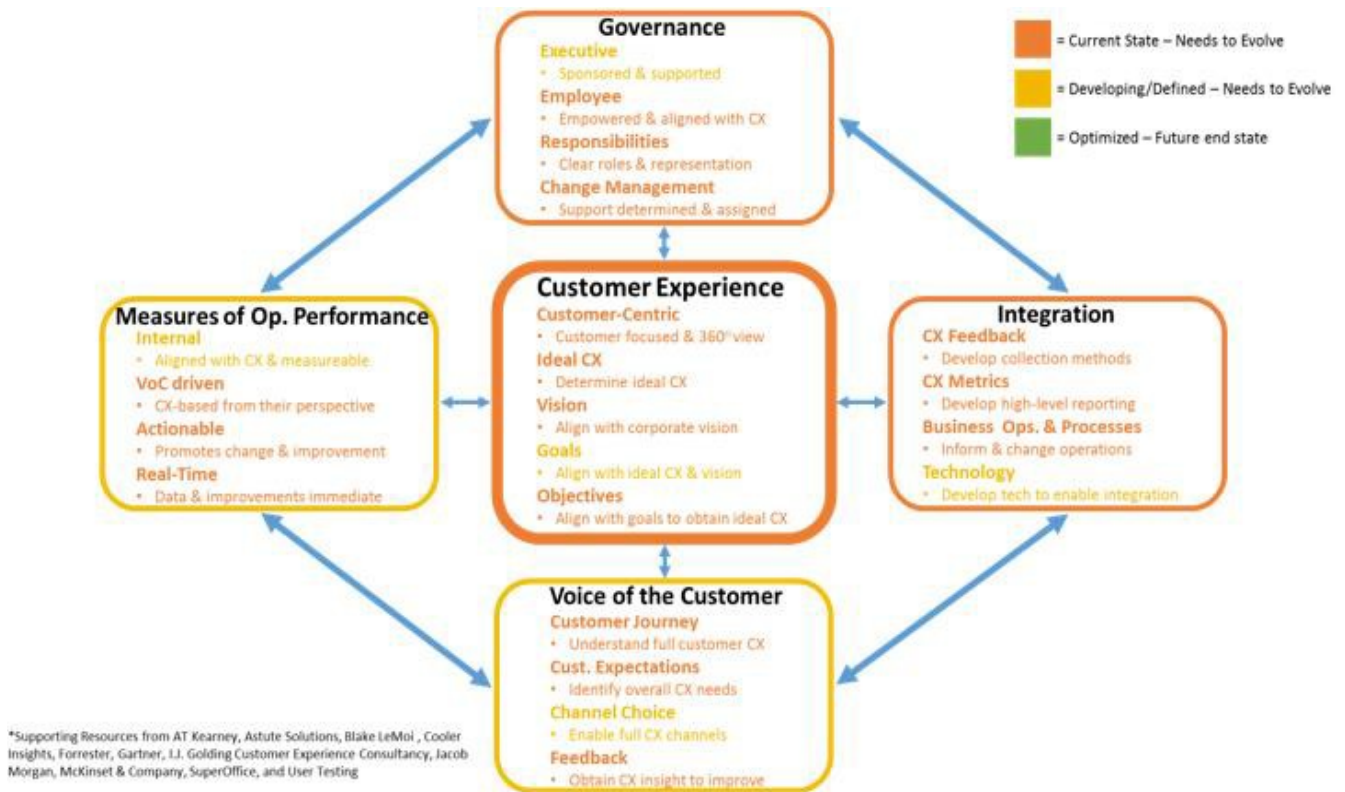 Governance
Executive
• Sponsored & supported
Employee
• Empowered & aligned with CX
Responsibilities
• Clear roles & representation
Change Management
• Support determined & assigned
= Current State – Needs to Evolve
= Developing/Defined – Needs to Evolve
= Optimized – Future end state
Measures of Op. Performance
Internal
• Aligned with CX & measureable
VoC driven
• CX-based from their perspective
Actionable
• Promotes change & improvement
Real-Time
• Data & improvements immediate
Customer Experience
Customer-Centric
• Customer focused & 360° view
Ideal CX
• Determine ideal CX
Vision
• Align with corporate vision
Goals
• Align with ideal CX & vision
Objectives
• Align with goals to obtain ideal CX
Integration
CX Feedback
• Develop collection methods
CX Metrics
• Develop high-level reporting
Business Ops. & Processes
• Inform & change operations
Technology
• Develop tech to enable integration
Voice of the Customer
Customer Journey
• Understand full customer CX
Cust. Expectations
• Identify overall CX needs
Channel Choice
• Enable full CX channels
Feedback
• Obtain CX insight to improve
*Supporting Resources from AT Kearney, Astute Solutions, Blake LeMoi , Cooler
Insights, Forrester, Gartner, I.J. Golding Customer Experience Consultancy, Jacob
Morgan, McKinset & Company, SuperOffice, and User Testing